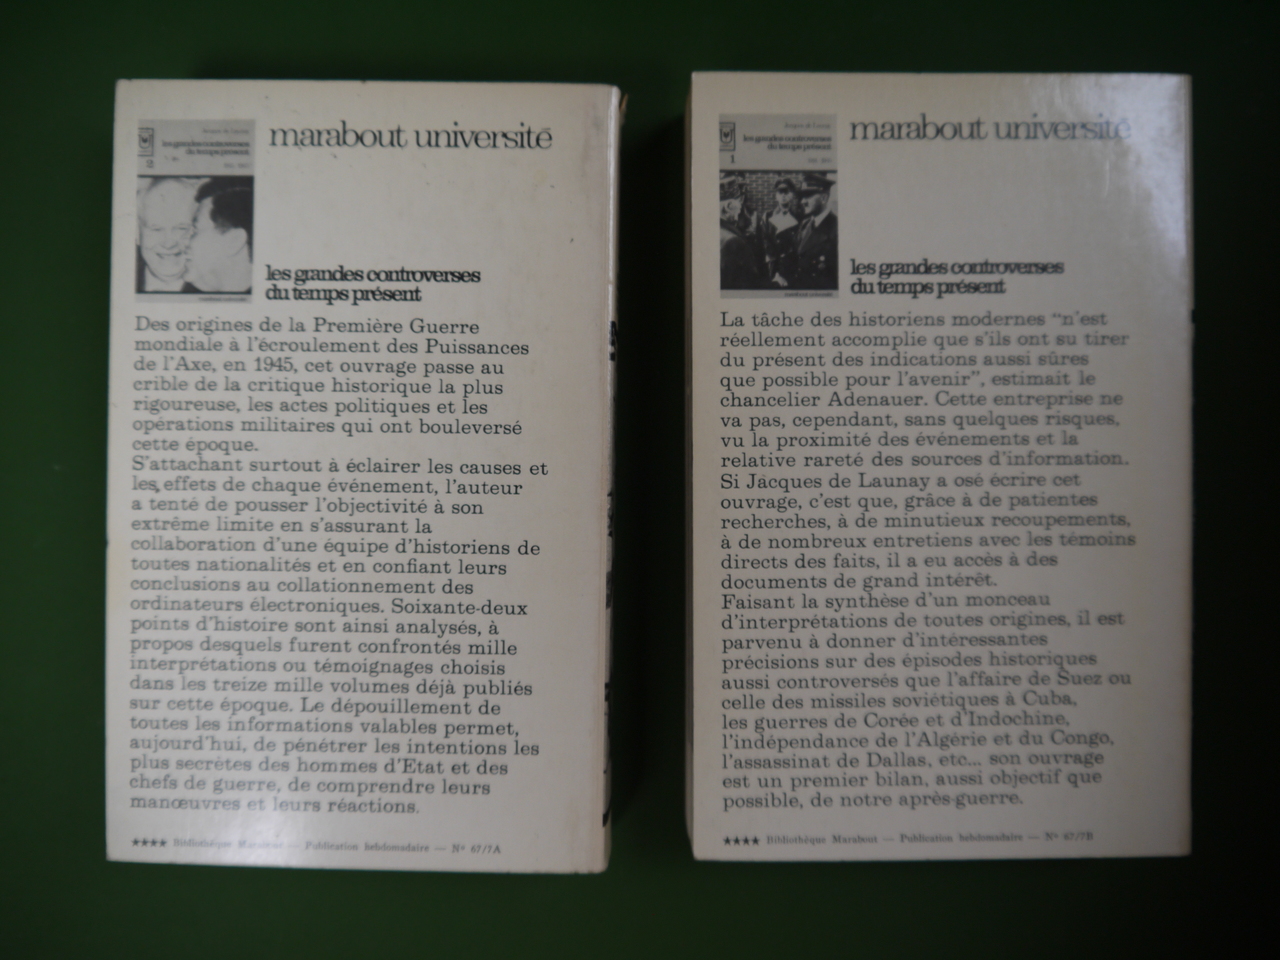 marabout université
2
les grandes controverses
du temps présent
les grandes controverses
du temps présent
Des origines de la Première Guerre
mondiale à l'écroulement des Puissances
de l'Axe, en 1945, cet ouvrage passe au
crible de la critique historique la plus
rigoureuse, les actes politiques et les
opérations militaires qui ont bouleversé
cette époque.
S'attachant surtout à éclairer les causes et
les effets de chaque événement, l'auteur
a tenté de pousser l'objectivité à son
extrême limite en s'assurant la
collaboration d'une équipe d'historiens de
toutes nationalités et en confiant leurs
conclusions au collationnement des
ordinateurs électroniques. Soixante-deux
points d'histoire sont ainsi analysés, à
propos desquels furent confrontés mille
interprétations ou témoignages choisis
dans les treize mille volumes déjà publiés
sur cette époque. Le dépouillement de
toutes les informations valables permet,
aujourd'hui, de pénétrer les intentions les
plus secrètes des hommes d'Etat et des
chefs de guerre, de comprendre leurs
manœuvres et leurs réactions.
★★★★ Bibliothèque Marabout — Publication hebdomadaire — Nº 67/7A
marabout université
1
les grandes controverses
du temps présent
les grandes controverses
du temps présent
La tâche des historiens modernes "n'est
réellement accomplie que s'ils ont su tirer
du présent des indications aussi sûres
que possible pour l'avenir", estimait le
chancelier Adenauer. Cette entreprise ne
va pas, cependant, sans quelques risques,
vu la proximité des événements et la
relative rareté des sources d'information.
Si Jacques de Launay a osé écrire cet
ouvrage, c'est que, grâce à de patientes
recherches, à de minutieux recoupements,
à de nombreux entretiens avec les témoins
directs des faits, il a eu accès à des
documents de grand intérêt.
Faisant la synthèse d'un monceau
d'interprétations de toutes origines, il est
parvenu à donner d'intéressantes
précisions sur des épisodes historiques
aussi controversés que l'affaire de Suez ou
celle des missiles soviétiques à Cuba,
les guerres de Corée et d'Indochine,
l'indépendance de l'Algérie et du Congo,
l'assassinat de Dallas, etc... son ouvrage
est un premier bilan, aussi objectif que
possible, de notre après-guerre.
★★★★ Bibliothèque Marabout — Publication hebdomadaire — Nº 67/7B